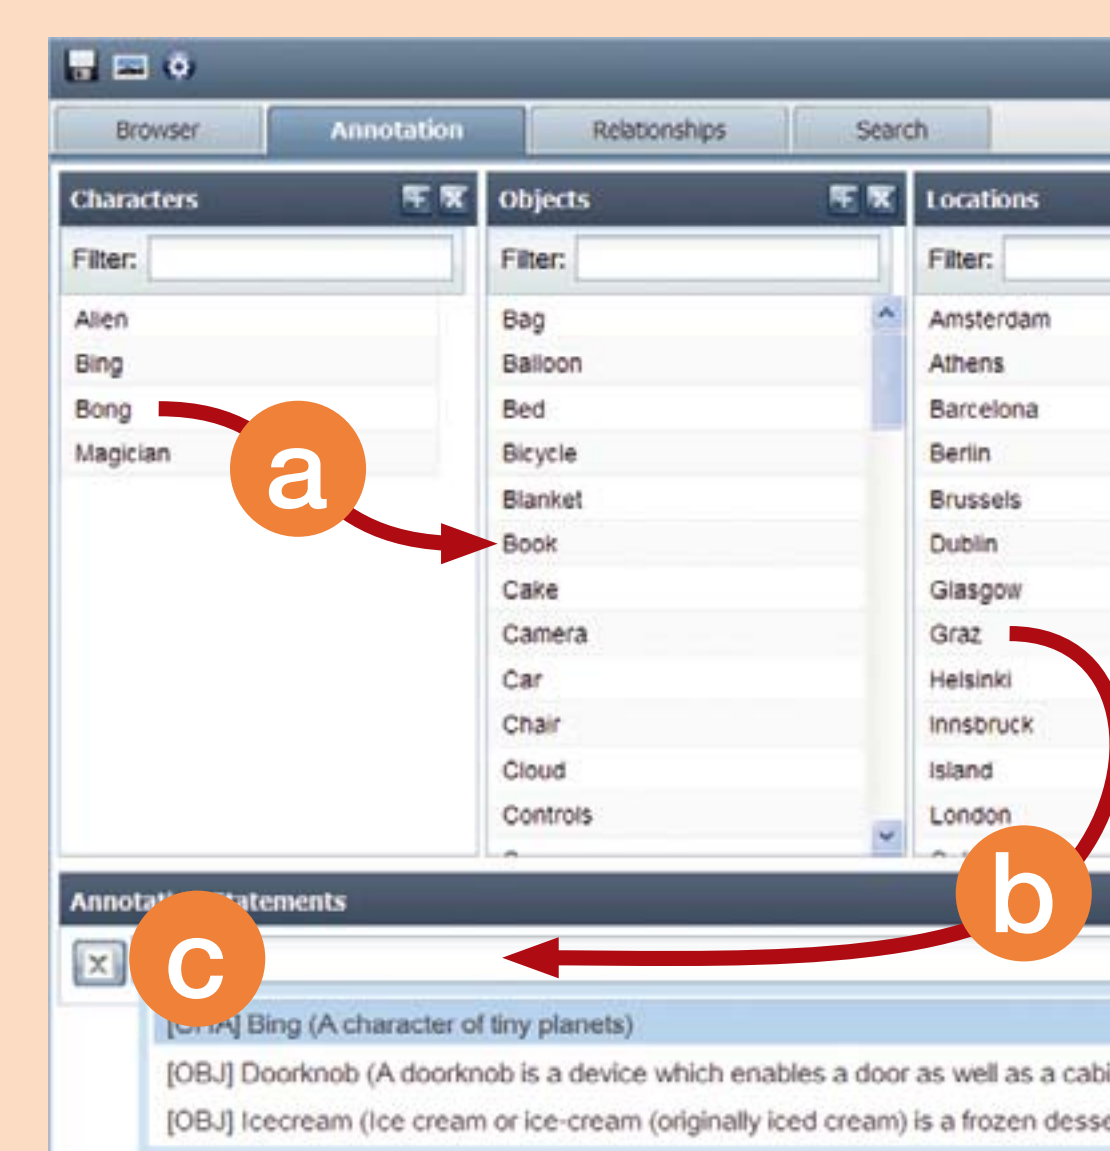 Browser Annotation Relationships Search
Characters
Filter:
Alien
Bing
Bong
Magician
a
Objects
Filter:
Bag
Balloon
Bed
Bicycle
Blanket
Book
Cake
Camera
Car
Chair
Cloud
Controls
Locations
Filter:
Amsterdam
Athens
Barcelona
Berlin
Brussels
Dublin
Glasgow
Graz
Helsinki
Innsbruck
Island
London
b
Annotation Statements
c
[CHA] Bing (A character of tiny planets)
[OBJ] Doorknob (A doorknob is a device which enables a door as well as a cabi
[OBJ] Icecream (Ice cream or ice-cream (originally iced cream) is a frozen desse